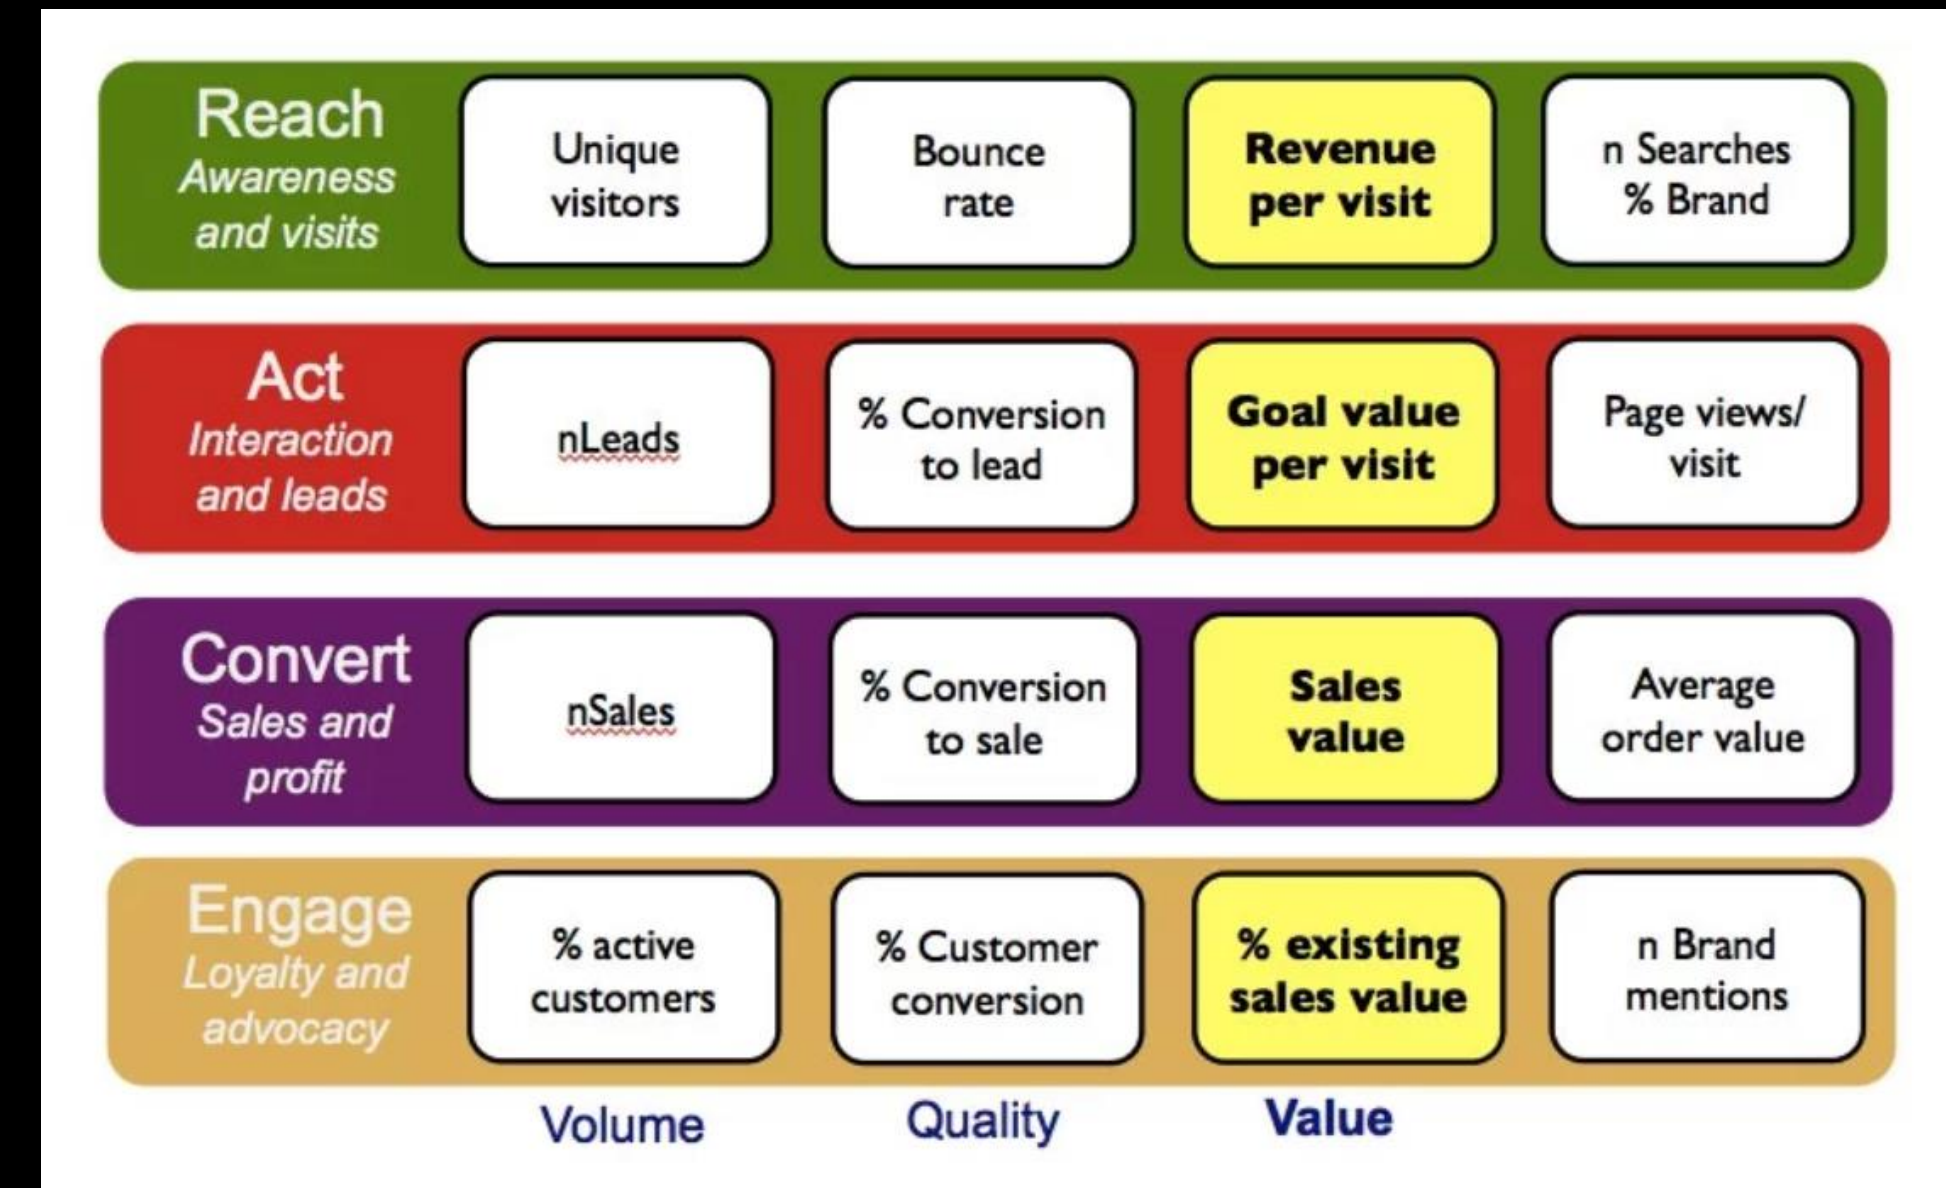 Reach
Awareness
and visits
Unique
visitors
Bounce
rate
Revenue
per visit
n Searches
% Brand
Act
Interaction
and leads
nLeads
% Conversion
to lead
Goal value
per visit
Page views/
visit
Convert
Sales and
profit
nSales
% Conversion
to sale
Sales
value
Average
order value
Engage
Loyalty and
advocacy
% active
customers
% Customer
conversion
% existing
sales value
n Brand
mentions
Volume
Quality
Value